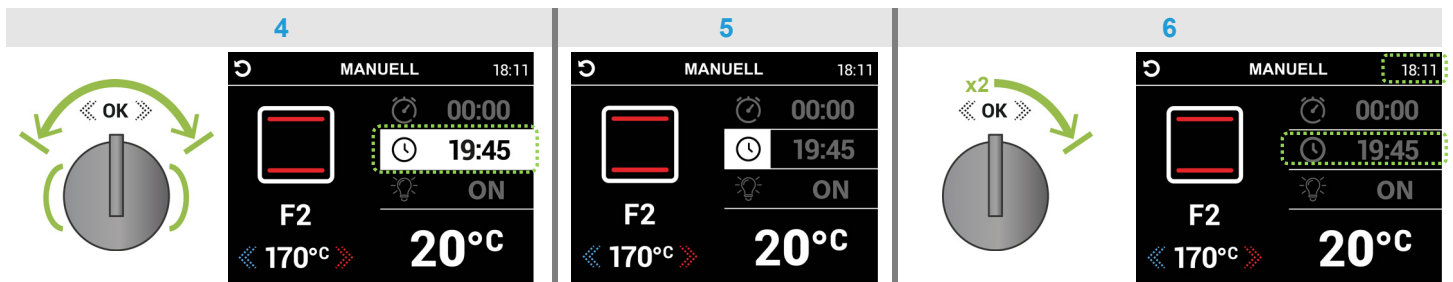 4
OK
MANUELL 18:11
00:00
19:45
ON
F2
170°C
20°C
5
MANUELL 18:11
00:00
19:45
ON
F2
170°C
20°C
6
x2
OK
MANUELL 18:11
00:00
19:45
ON
F2
170°C
20°C